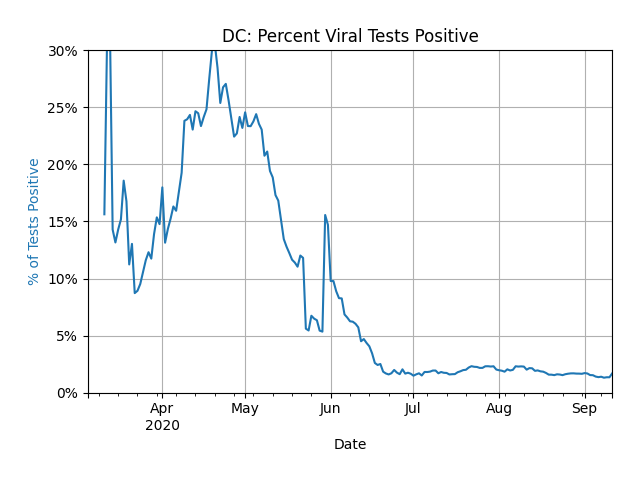 DC: Percent Viral Tests Positive
% of Tests Positive
30%
25%
20%
15%
10%
5%
0%
Apr
2020
May
Jun
Jul
Aug
Sep
Date